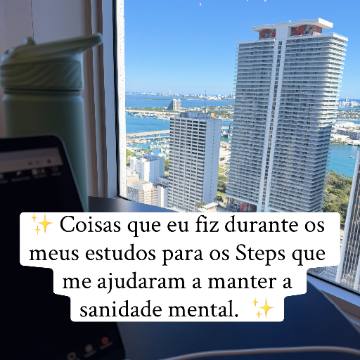 ✨ Coisas que eu fiz durante os
meus estudos para os Steps que
me ajudaram a manter a
sanidade mental. ✨